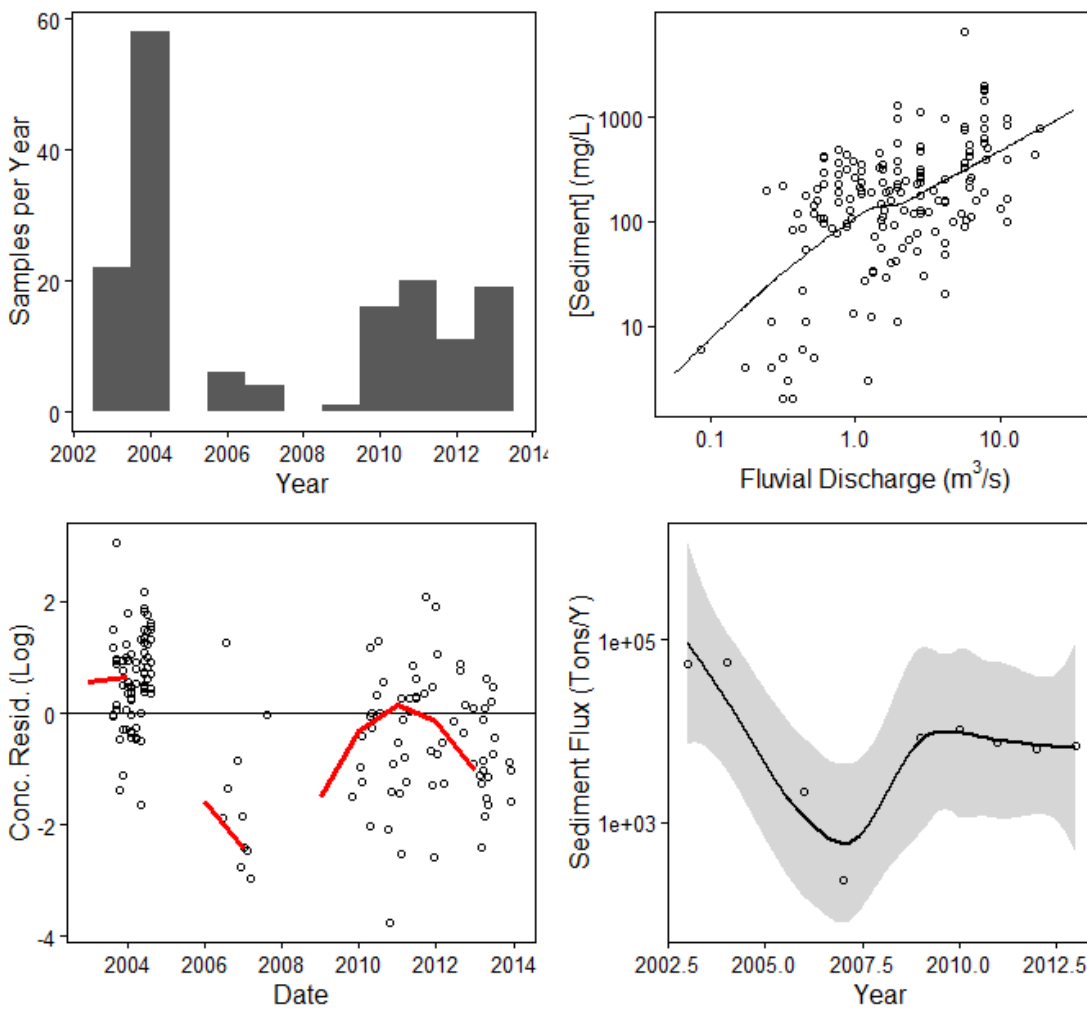 60
40
20
0
Samples per Year
2002 2004 2006 2008 2010 2012 2014
Year
1000
100
10
[Sediment] (mg/L)
0.1 1.0 10.0
Fluvial Discharge (m³/s)
2
0
-2
-4
Conc. Resid. (Log)
2004 2006 2008 2010 2012 2014
Date
1e+05
1e+03
Sediment Flux (Tons/Y)
2002.5 2005.0 2007.5 2010.0 2012.5
Year